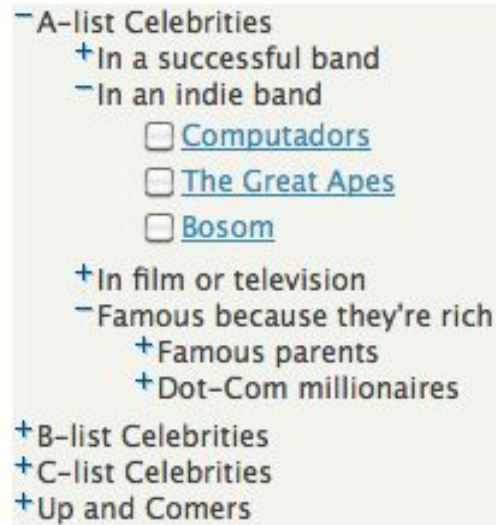 −A-list Celebrities
+In a successful band
−In an indie band
Computadors
The Great Apes
Bosom
+In film or television
−Famous because they're rich
+Famous parents
+Dot-Com millionaires
+B-list Celebrities
+C-list Celebrities
+Up and Comers